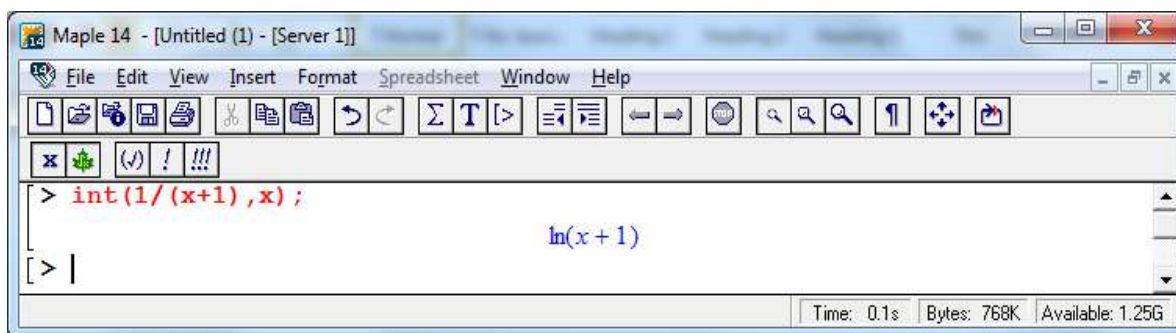 Maple 14 - [Untitled (1) - [Server 1]]
File Edit View Insert Format Spreadsheet Window Help
Σ T [> STOP ¶
x (√) ! !!!
[ > int(1/(x+1),x);
ln(x + 1)
[ >
Time: 0.1s Bytes: 768K Available: 1.25G